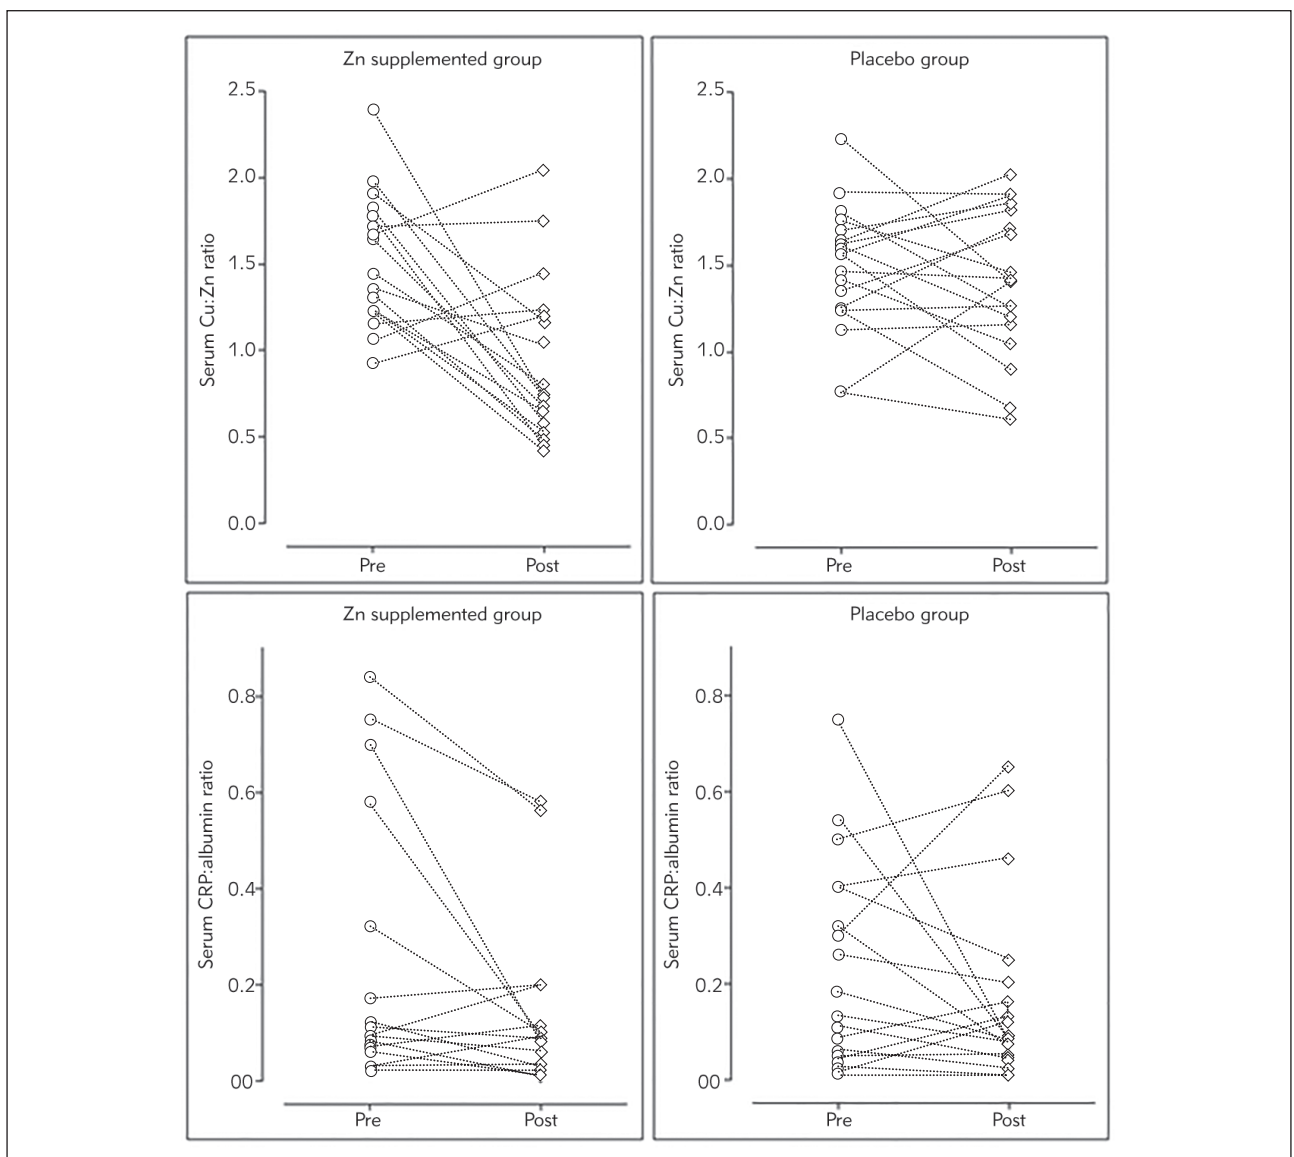 Zn supplemented group
Placebo group
2.5
2.0
1.5
1.0
0.5
0.0
Serum Cu:Zn ratio
Pre
Post
2.5
2.0
1.5
1.0
0.5
0.0
Serum Cu:Zn ratio
Pre
Post
Zn supplemented group
Placebo group
0.8
0.6
0.4
0.2
00
Serum CRP:albumin ratio
Pre
Post
0.8
0.6
0.4
0.2
00
Serum CRP:albumin ratio
Pre
Post